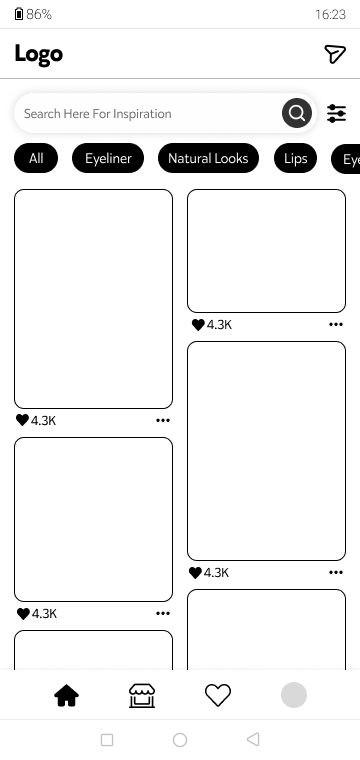 86%
16:23
Logo
Search Here For Inspiration
All
Eyeliner
Natural Looks
Lips
Eye
4.3K
4.3K
4.3K
4.3K